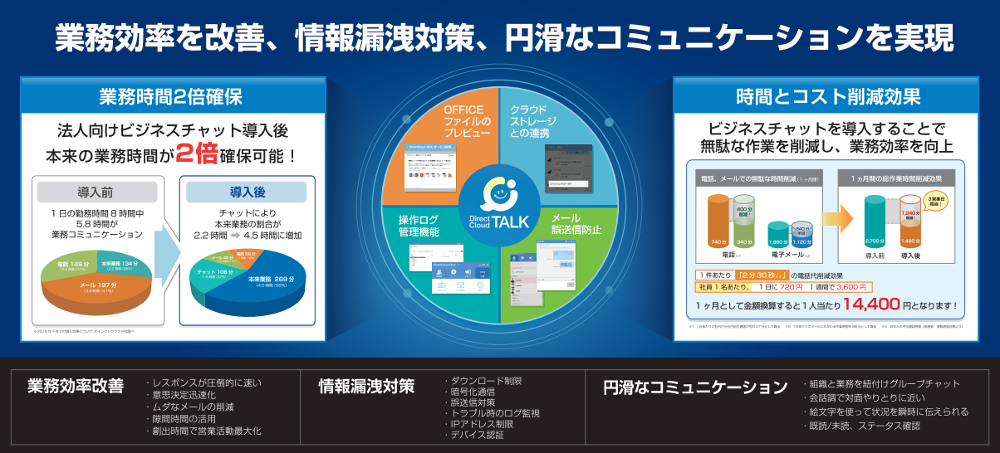 業務効率を改善、情報漏洩対策、円滑なコミュニケーションを実現
業務時間2倍確保
法人向けビジネスチャット導入後
本来の業務時間が2倍確保可能！
導入前
1日の勤務時間8時間中
5.8時間が
業務コミュニケーション
電話 149分
(2.5時間/31%)
本来業務 134分
(2.2時間/28%)
メール 197分
(3.3時間/41%)
導入後
チャットにより
本来業務の割合が
2.2時間 ➡ 4.5時間に増加
電話 50分
メール 49分
チャット 106分
本来業務 269分
(4.5時間/56%)
OFFICE
ファイルの
プレビュー
クラウド
ストレージ
との連携
操作ログ
管理機能
メール
誤送信防止
Direct
Cloud TALK
時間とコスト削減効果
ビジネスチャットを導入することで
無駄な作業を削減し、業務効率を向上
電話、メールでの無駄な時間削減(1ヶ月間)
400分
削減！
740分
340分
電話
840分
削減！
1,960分
1,120分
電子メール
1ヵ月間の総作業時間削減効果
3営業日
相当！
1,240分
削減！
2,700分
1,460分
導入前
導入後
1件あたり「2分30秒」の電話代削減効果
社員1名あたり、 1日に 720円 1週間で 3,600円
1ヶ月として金額換算すると1人当たり 14,400 円となります！
業務効率改善
・レスポンスが圧倒的に速い
・意思決定迅速化
・ムダなメールの削減
・隙間時間の活用
・創出時間で営業活動最大化
情報漏洩対策
・ダウンロード制限
・暗号化通信
・誤送信対策
・トラブル時のログ監視
・IPアドレス制限
・デバイス認証
円滑なコミュニケーション
・組織と業務を紐付けグループチャット
・会話調で対面やりとりに近い
・絵文字を使って状況を瞬時に伝えられる
・既読/未読、ステータス確認